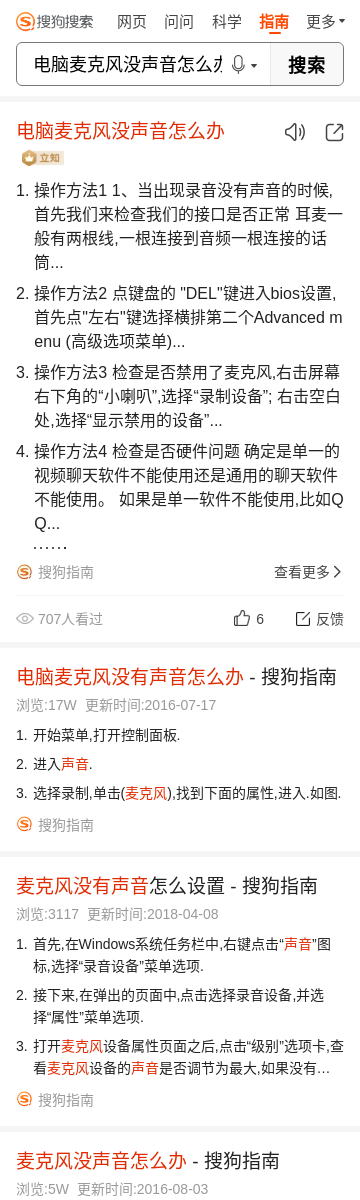 搜狗搜索 网页 问问 科学 指南 更多
电脑麦克风没声音怎么 搜索
电脑麦克风没声音怎么办
立知
1. 操作方法1 1、当出现录音没有声音的时候,
首先我们来检查我们的接口是否正常 耳麦一
般有两根线,一根连接到音频一根连接的话
筒...
2. 操作方法2 点键盘的 "DEL"键进入bios设置,
首先点"左右"键选择横排第二个Advanced m
enu (高级选项菜单)...
3. 操作方法3 检查是否禁用了麦克风,右击屏幕
右下角的“小喇叭”,选择“录制设备”; 右击空白
处,选择“显示禁用的设备”...
4. 操作方法4 检查是否硬件问题 确定是单一的
视频聊天软件不能使用还是通用的聊天软件
不能使用。 如果是单一软件不能使用,比如Q
Q...
......
搜狗指南 查看更多
707人看过 6 反馈
电脑麦克风没有声音怎么办 - 搜狗指南
浏览:17W 更新时间:2016-07-17
1. 开始菜单,打开控制面板.
2. 进入声音.
3. 选择录制,单击(麦克风),找到下面的属性,进入.如图.
搜狗指南
麦克风没有声音怎么设置 - 搜狗指南
浏览:3117 更新时间:2018-04-08
1. 首先,在Windows系统任务栏中,右键点击“声音”图
标,选择“录音设备”菜单选项.
2. 接下来,在弹出的页面中,点击选择录音设备,并选
择“属性”菜单选项.
3. 打开麦克风设备属性页面之后,点击“级别”选项卡,查
看麦克风设备的声音是否调节为最大,如果没有...
搜狗指南
麦克风没声音怎么办 - 搜狗指南
浏览:5W 更新时间:2016-08-03